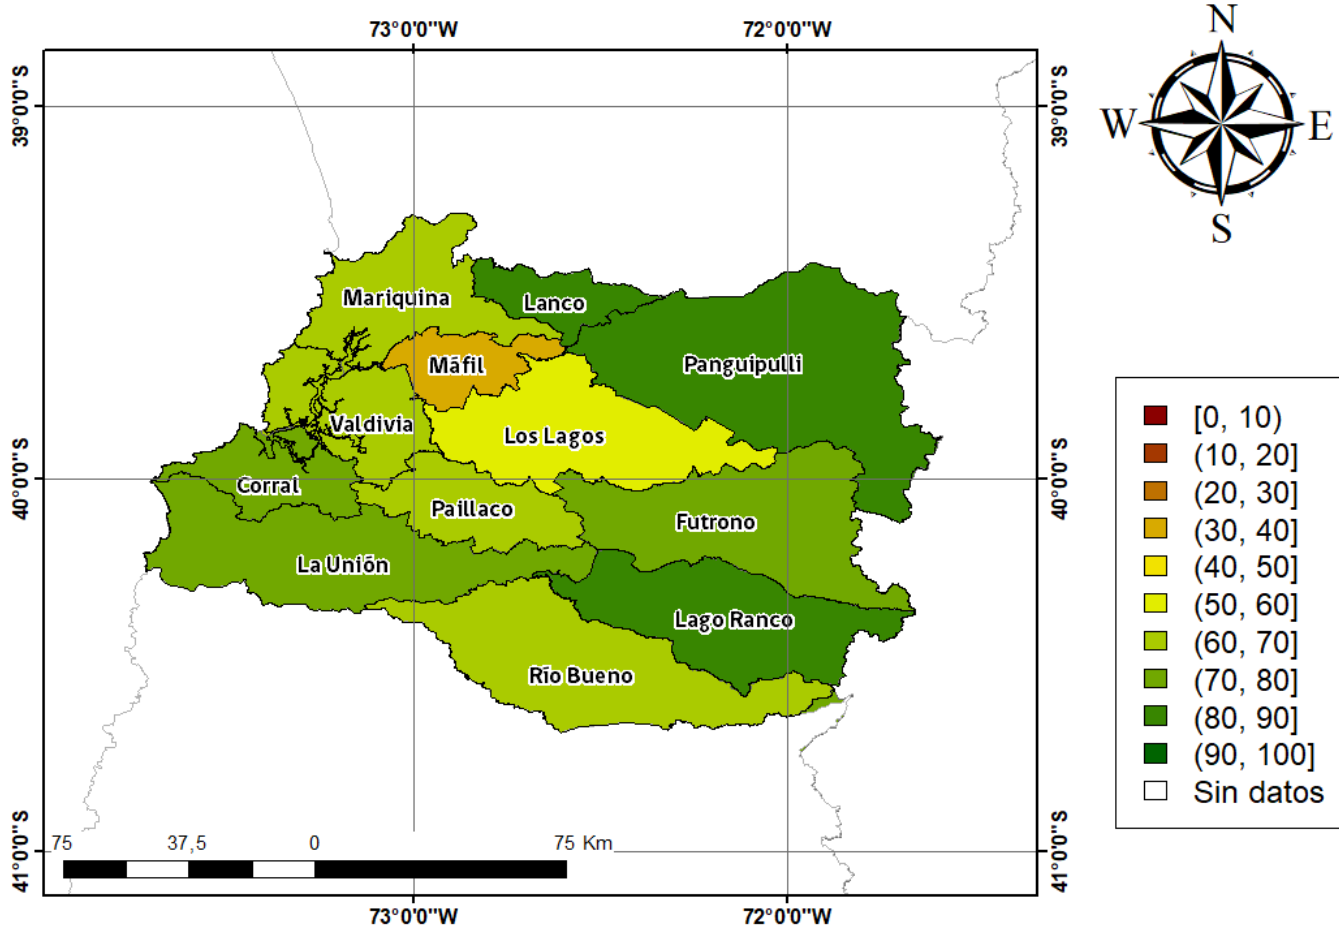 73°0'0"W 72°0'0"W
N
W E
S
39°0'0"S 39°0'0"S
Mariquina
Lanco
Máfil
Panguipulli
Valdivia
Los Lagos
40°0'0"S 40°0'0"S
Corral
Paillaco
Futrono
La Unión
Lago Ranco
Río Bueno
[0, 10)
(10, 20]
(20, 30]
(30, 40]
(40, 50]
(50, 60]
(60, 70]
(70, 80]
(80, 90]
(90, 100]
Sin datos
75 37,5 0 75 Km
41°0'0"S 41°0'0"S
73°0'0"W 72°0'0"W